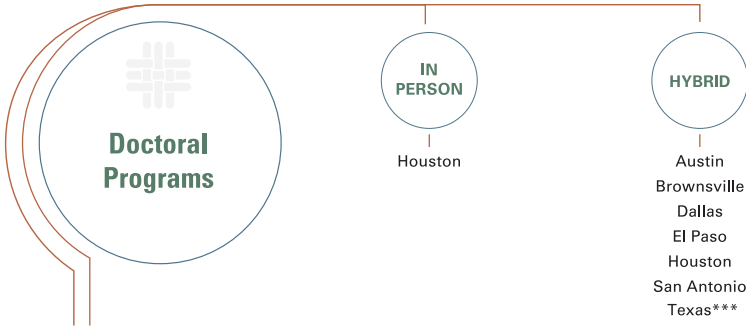 Doctoral
Programs
IN
PERSON
Houston
HYBRID
Austin
Brownsville
Dallas
El Paso
Houston
San Antonio
Texas***